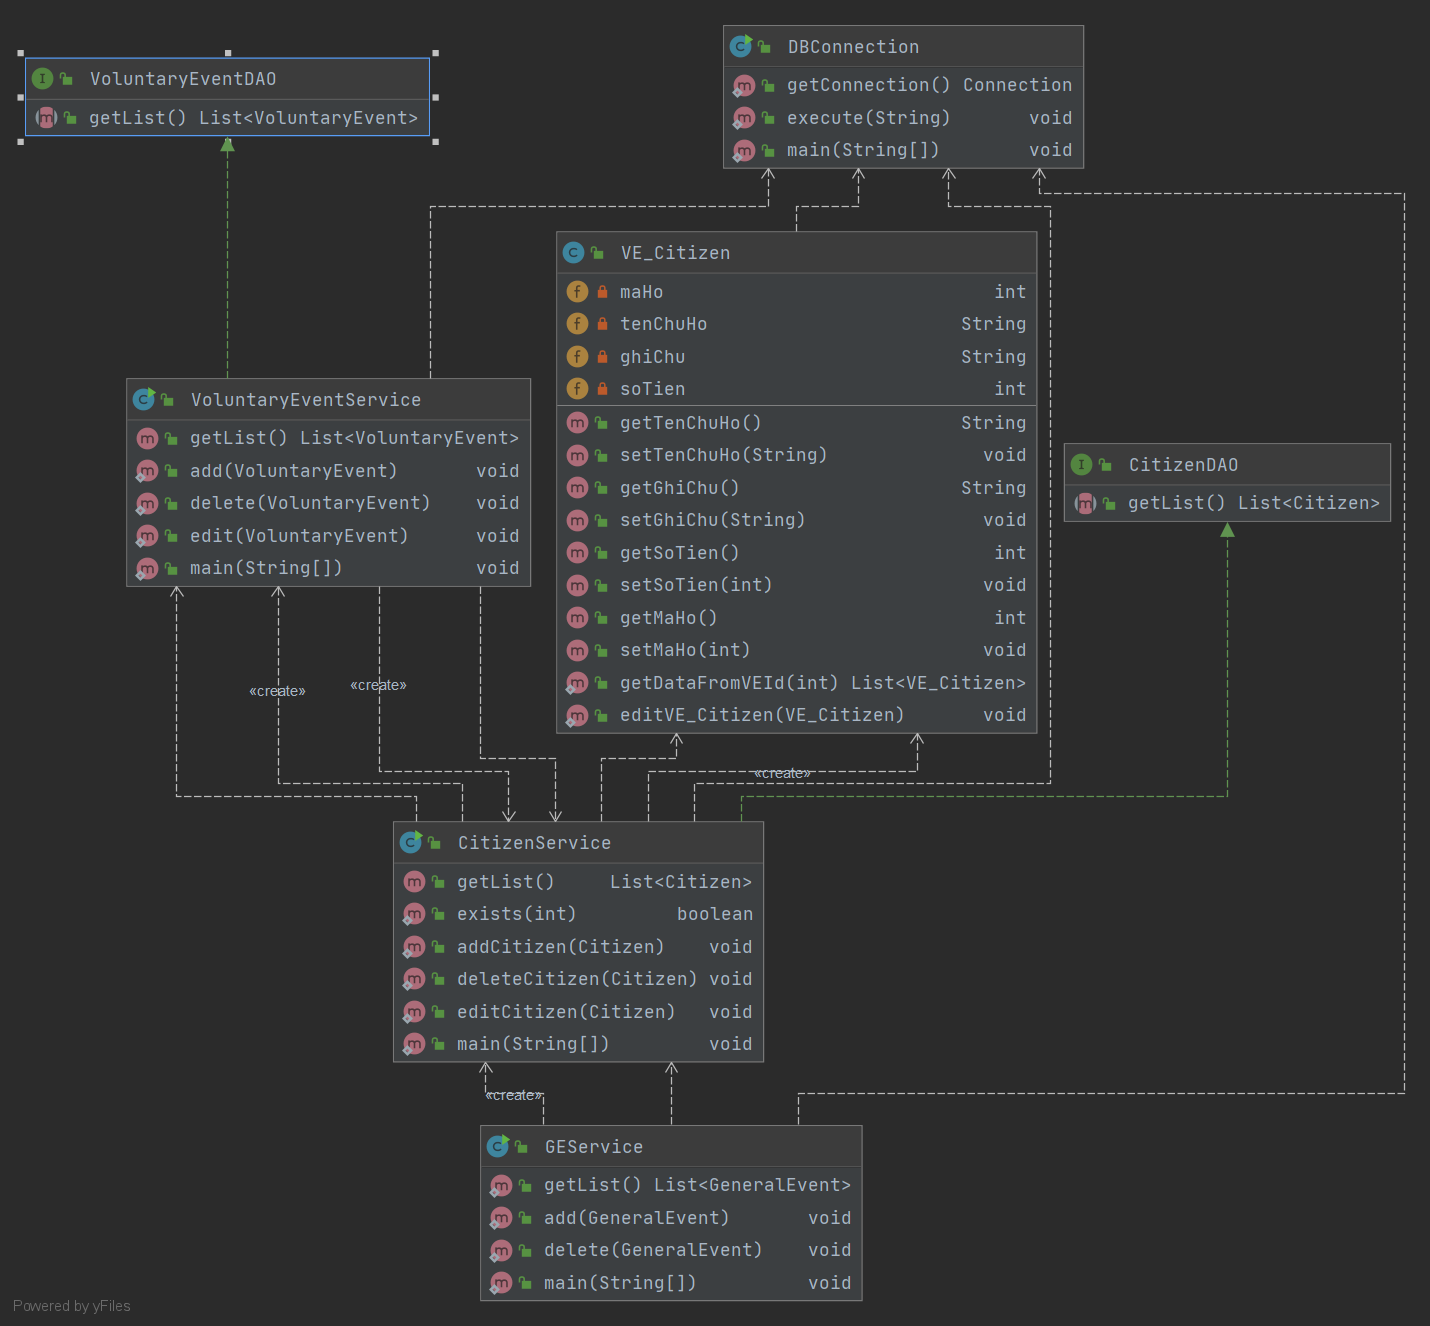 VoluntaryEventDAO
getList() List<VoluntaryEvent>
DBConnection
getConnection() Connection
execute(String) void
main(String[]) void
VE_Citizen
maHo int
tenChuHo String
ghiChu String
soTien int
getTenChuHo() String
setTenChuHo(String) void
getGhiChu() String
setGhiChu(String) void
getSoTien() int
setSoTien(int) void
getMaHo() int
setMaHo(int) void
getDataFromVEId(int) List<VE_Citizen>
editVE_Citizen(VE_Citizen) void
VoluntaryEventService
getList() List<VoluntaryEvent>
add(VoluntaryEvent) void
delete(VoluntaryEvent) void
edit(VoluntaryEvent) void
main(String[]) void
CitizenDAO
getList() List<Citizen>
«create»
«create»
«create»
CitizenService
getList() List<Citizen>
exists(int) boolean
addCitizen(Citizen) void
deleteCitizen(Citizen) void
editCitizen(Citizen) void
main(String[]) void
«create»
GEService
getList() List<GeneralEvent>
add(GeneralEvent) void
delete(GeneralEvent) void
main(String[]) void
Powered by yFiles